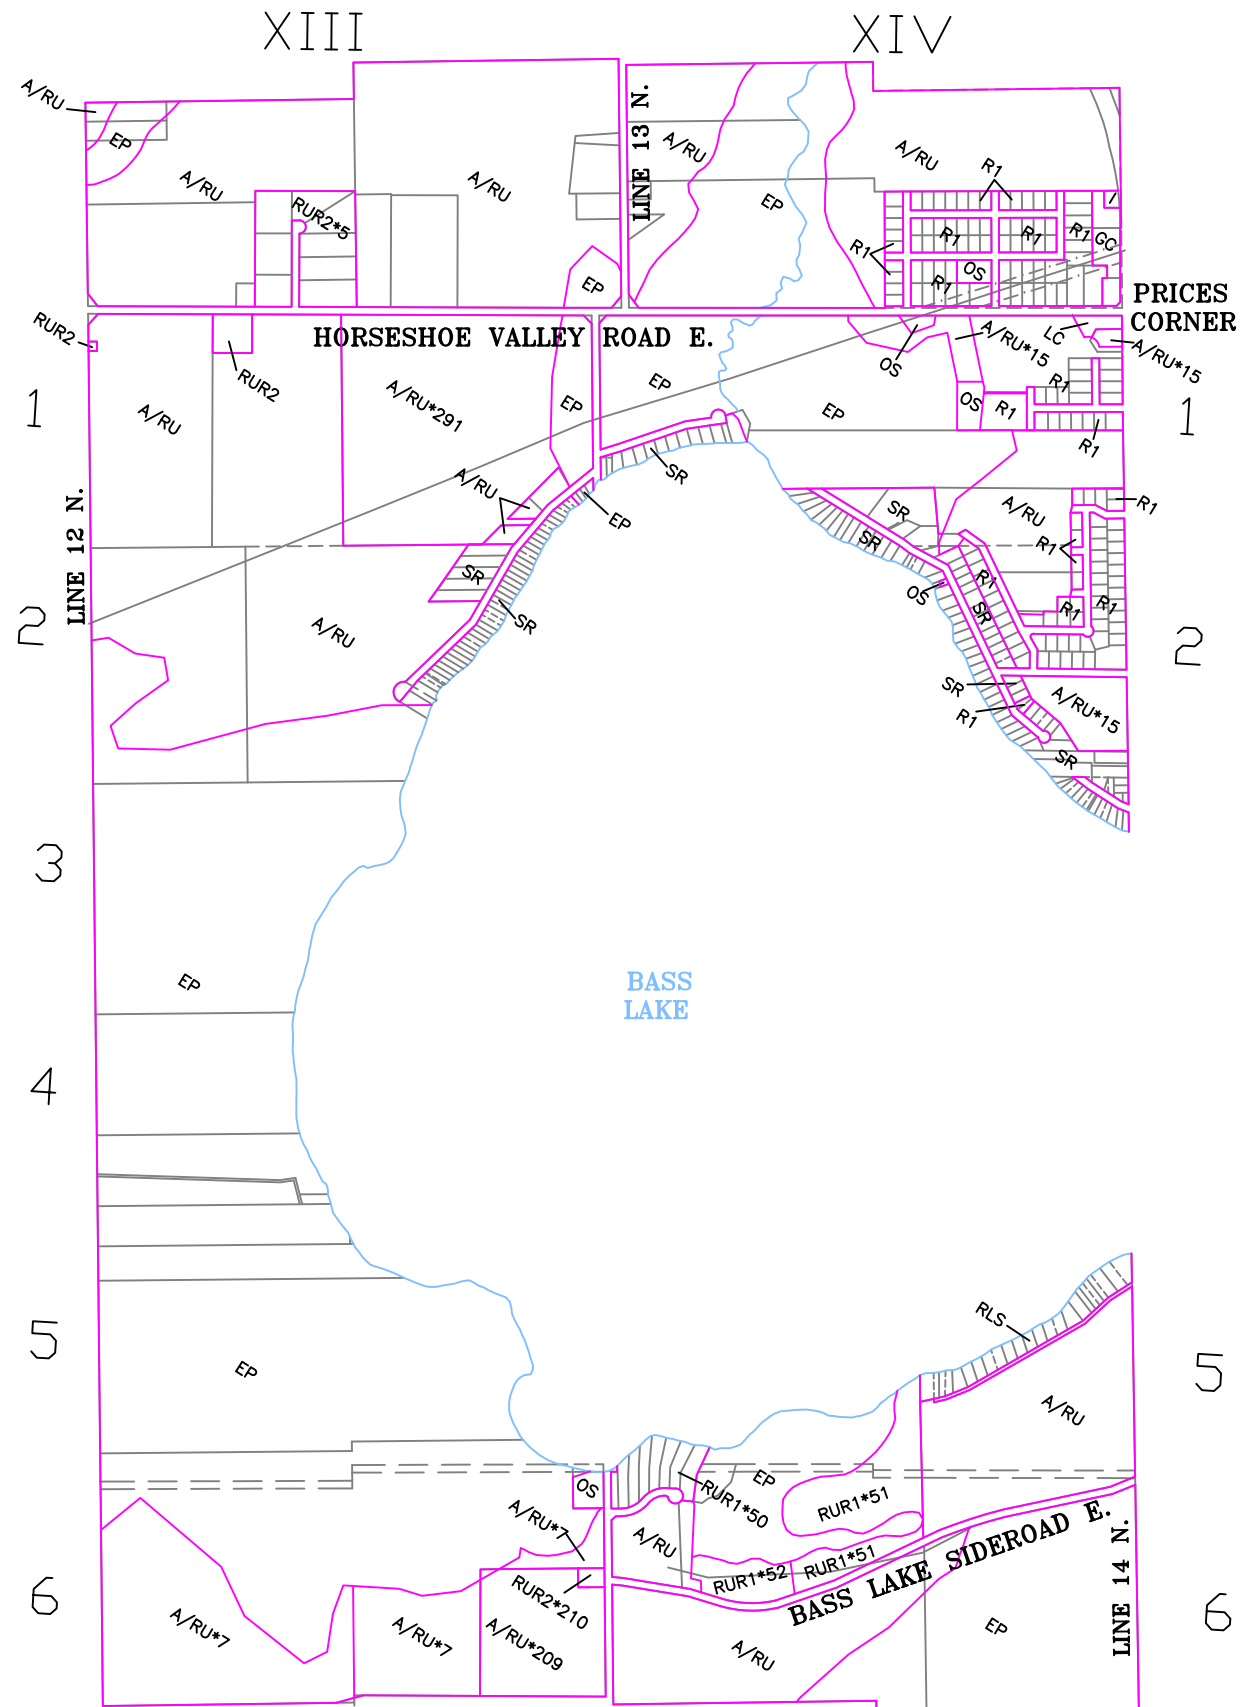 XIII
XIV
A/RU
EP
A/RU
RUR2*5
A/RU
LINE 13 N.
A/RU
EP
A/RU
R1
R1
R1
R1
R1
GC
R1
OS
R1
EP
PRICES
CORNER
RUR2
HORSESHOE VALLEY ROAD E.
RUR2
OS
A/RU*15
LC
A/RU*15
1
A/RU
A/RU*291
EP
EP
EP
OS
R1
R1
R1
1
SR
A/RU
EP
LINE 12 N.
SR
SR
A/RU
R1
SR
R1
SR
SR
OS
R1
R1
R1
2
A/RU
2
SR
R1
A/RU*15
SR
3
EP
BASS
LAKE
4
5
EP
RLS
5
A/RU
OS
EP
RUR1*50
RUR1*51
A/RU*7
A/RU
RUR1*52
RUR1*51
BASS LAKE SIDEROAD E.
LINE 14 N.
6
RUR2*210
A/RU*7
A/RU*7
A/RU*209
A/RU
EP
6